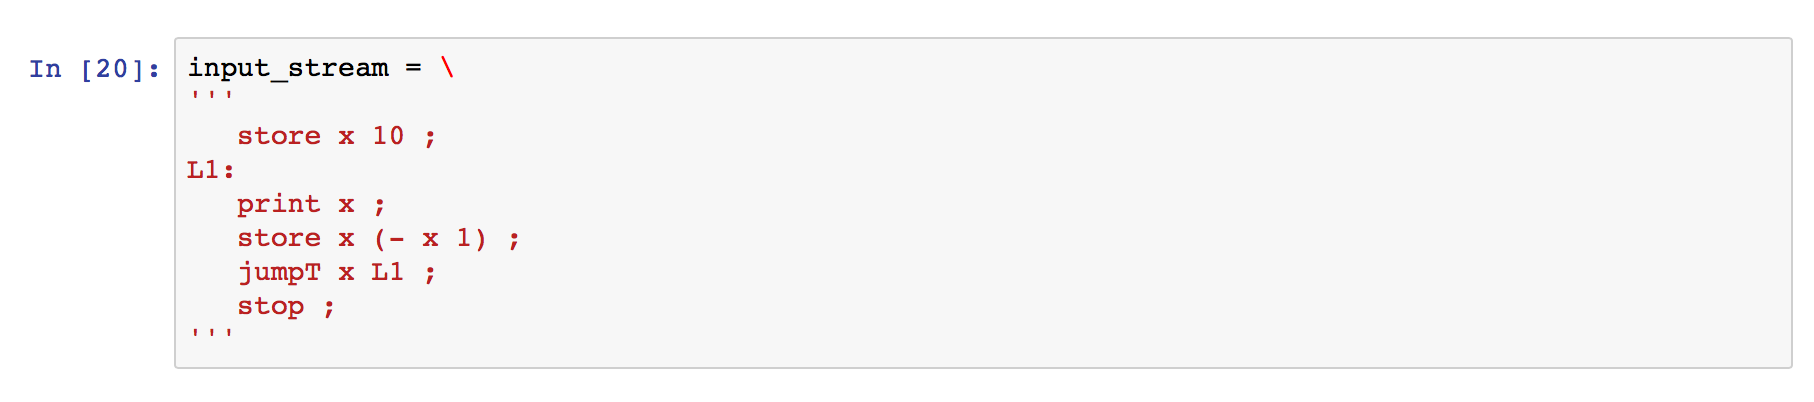 In [20]: input_stream = \
'''
   store x 10 ;
L1:
   print x ;
   store x (- x 1) ;
   jumpT x L1 ;
   stop ;
'''